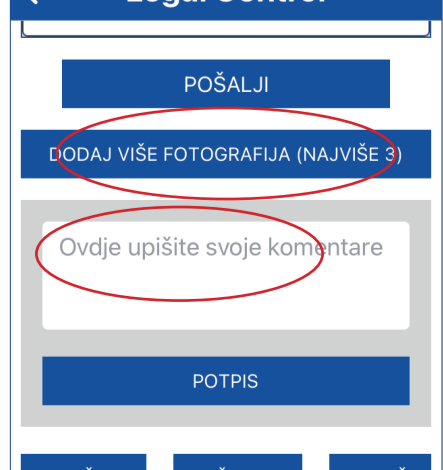 POŠALJI
DODAJ VIŠE FOTOGRAFIJA (NAJVIŠE 3)
Ovdje upišite svoje komentare
POTPIS